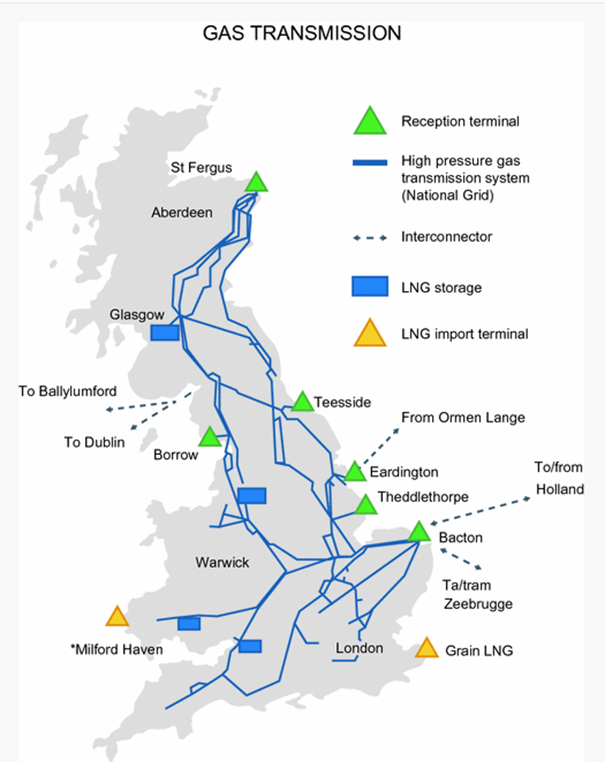 GAS TRANSMISSION
Reception terminal
High pressure gas
transmission system
(National Grid)
Interconnector
LNG storage
LNG import terminal
St Fergus
Aberdeen
Glasgow
To Ballylumford
To Dublin
Borrow
Teesside
From Ormen Lange
Eardington
Theddlethorpe
To/from
Holland
Bacton
Ta/tram
Zeebrugge
Warwick
*Milford Haven
London
Grain LNG